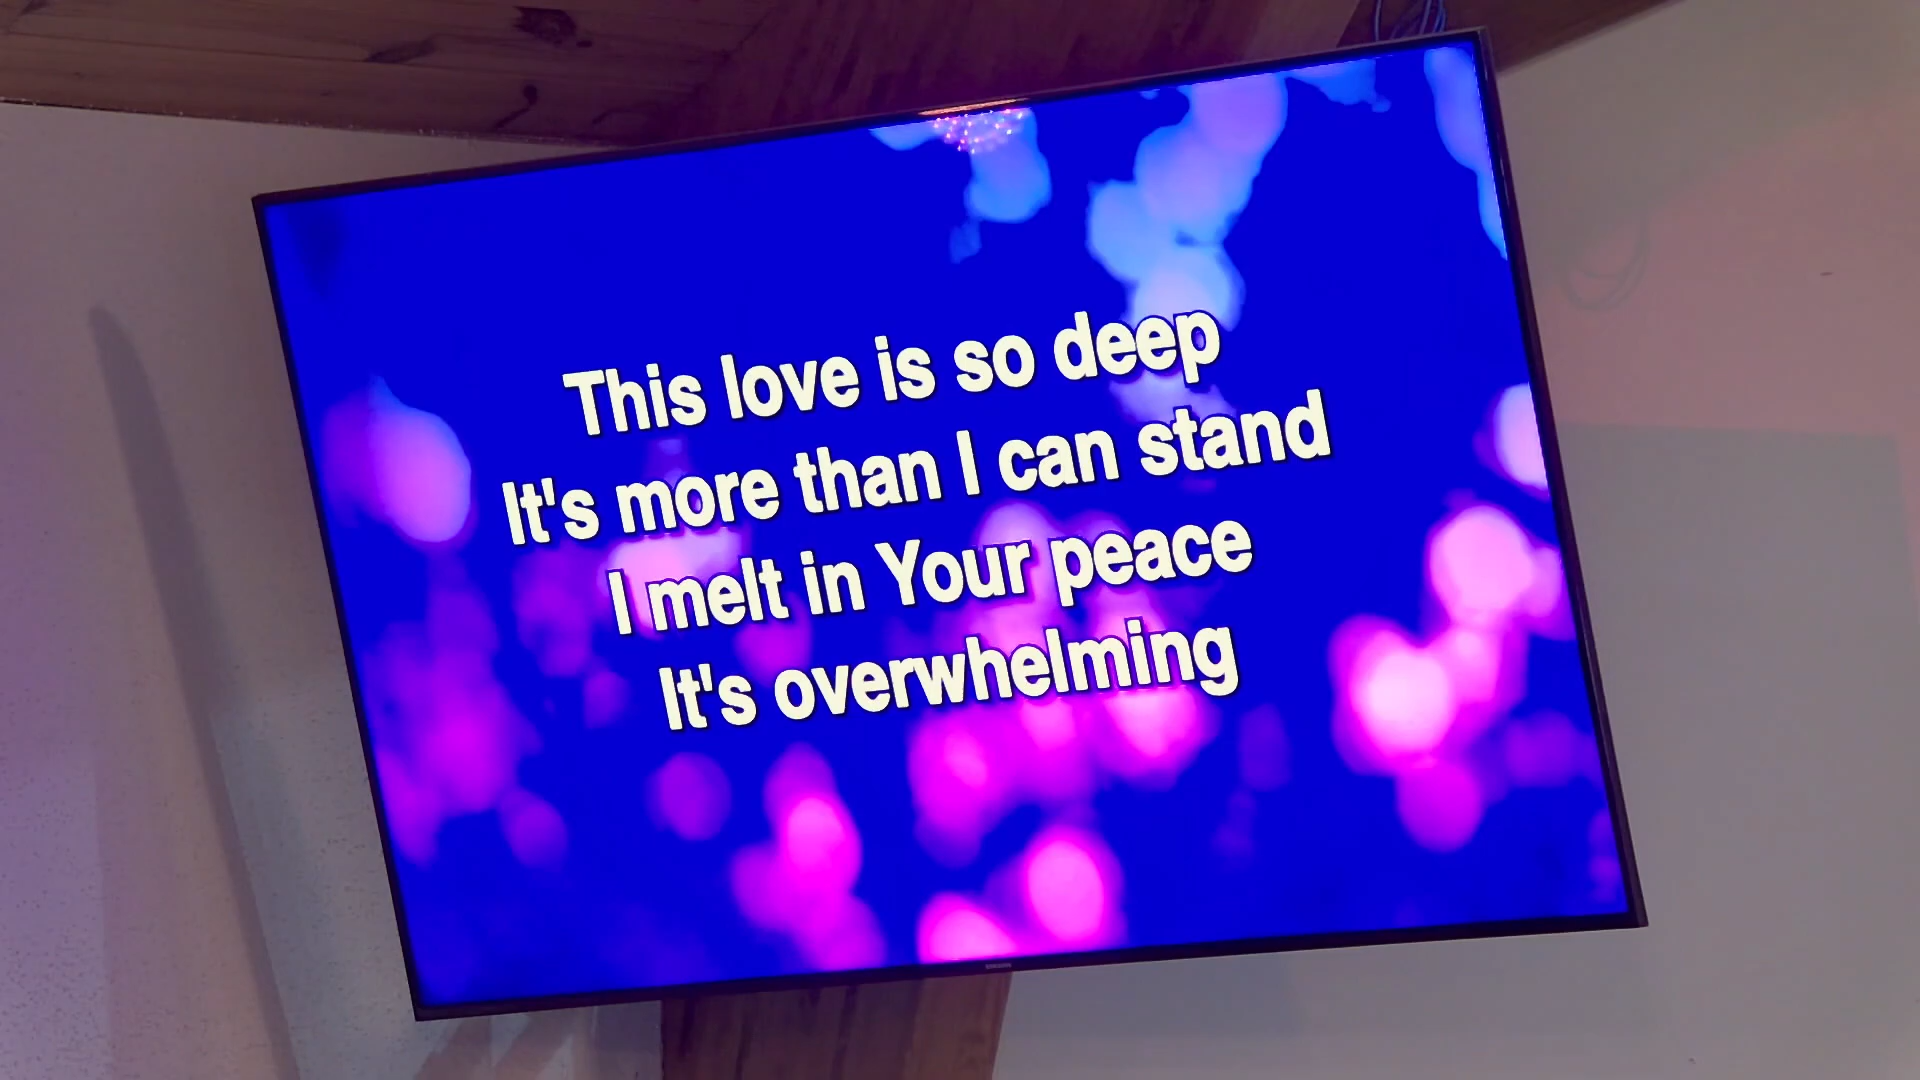 This love is so deep
It's more than I can stand
I melt in Your peace
It's overwhelming